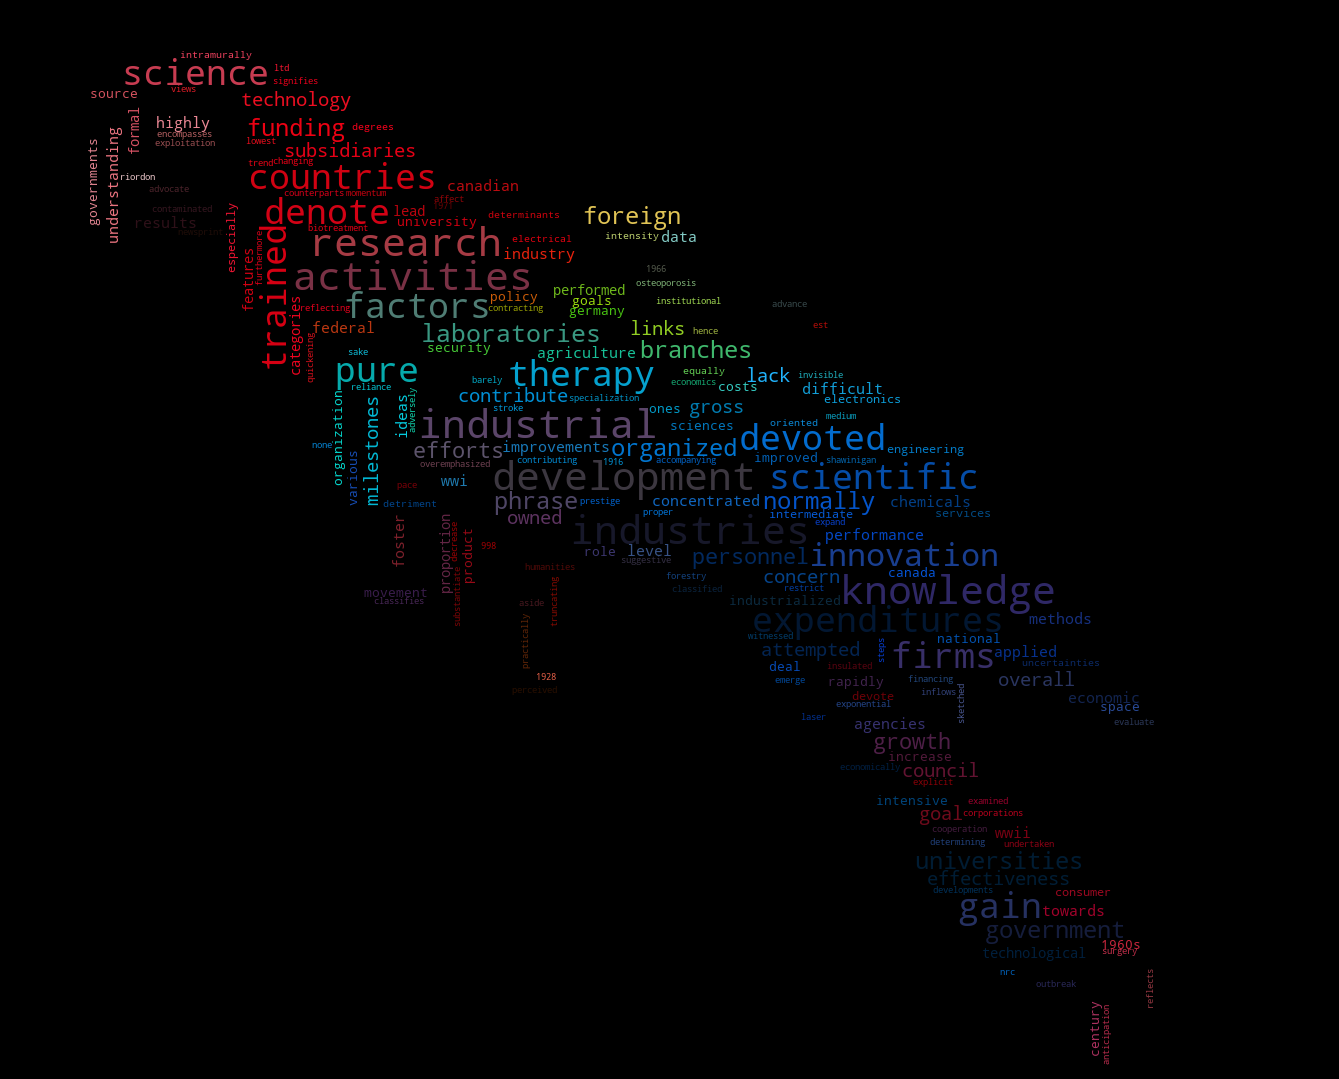 intramurally
science
ltd
signifies
views
source
technology
formal
highly
funding
degrees
encompasses
exploitation
lowest
governments
understanding
subsidiaries
trend
changing
riordon
countries
canadian
advocate
counterparts
momentum
affect
1971
contaminated
denote
lead
foreign
results
university
determinants
especially
newsprint
trained
biotreatment
research
electrical
intensity
data
furthermore
features
industry
activities
1966
osteoporosis
performed
policy
goals
institutional
categories
reflecting
factors
contracting
germany
advance
federal
laboratories
links
hence
est
quickening
sake
security
agriculture
branches
pure
therapy
equally
lack
invisible
barely
economics
costs
reliance
difficult
organization
ideas
adversely
contribute
specialization
electronics
milestones
stroke
ones
gross
medium
industrial
sciences
oriented
none
efforts
improvements
organized
devoted
engineering
various
overemphasized
contributing
1916
accompanying
improved
shawinigan
pace
wwi
development
scientific
detriment
phrase
prestige
concentrated
normally
chemicals
proper
intermediate
services
foster
proportion
decrease
owned
industries
expand
product
998
role
level
performance
suggestive
personnel
innovation
humanities
forestry
concern
canada
movement
classifies
substantiate
aside
truncating
classified
restrict
knowledge
industrialized
practically
expenditures
methods
witnessed
national
attempted
steps
firms
applied
deal
insulated
uncertainties
1928
emerge
rapidly
financing
overall
perceived
devote
inflows
sketched
economic
exponential
space
laser
agencies
evaluate
growth
increase
economically
council
explicit
intensive
examined
goal
corporations
cooperation
wwii
determining
undertaken
universities
effectiveness
developments
consumer
gain
towards
government
1960s
technological
surgery
nrc
reflects
outbreak
century
anticipation